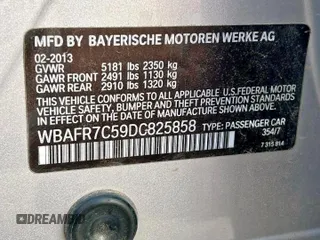 MFD BY BAYERISCHE MOTOREN WERKE AG
02-2013
GVWR 5181 lbs 2350 kg
GAWR FRONT 2491 lbs 1130 kg
GAWR REAR 2910 lbs 1320 kg
THIS VEHICLE CONFORMS TO ALL APPLICABLE
U.S. FEDERAL MOTOR
VEHICLE SAFETY, BUMPER, AND THEFT PREVENTION
STANDARDS IN EFFECT ON THE DATE OF
MANUFACTURE SHOWN ABOVE.
WBAFR7C59DC825858 TYPE: PASSENGER CAR
354/7
7 315 814
DREAMBID